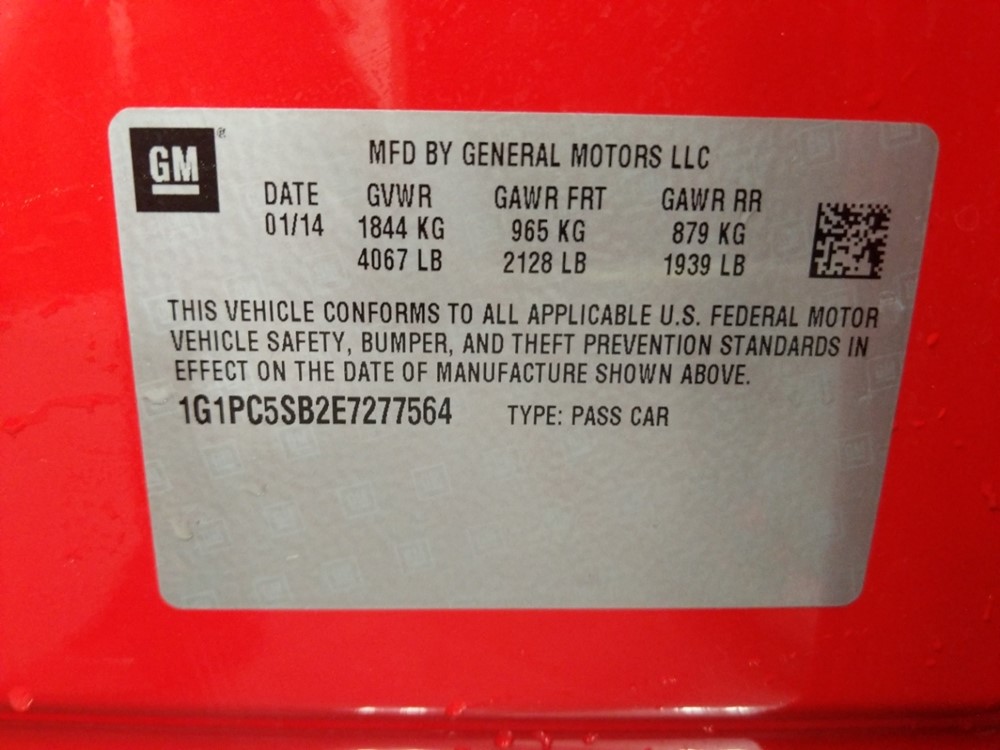 GM®
MFD BY GENERAL MOTORS LLC
DATE GVWR GAWR FRT GAWR RR
01/14 1844 KG 965 KG 879 KG
4067 LB 2128 LB 1939 LB
THIS VEHICLE CONFORMS TO ALL APPLICABLE U.S. FEDERAL MOTOR
VEHICLE SAFETY, BUMPER, AND THEFT PREVENTION STANDARDS IN
EFFECT ON THE DATE OF MANUFACTURE SHOWN ABOVE.
1G1PC5SB2E7277564 TYPE: PASS CAR